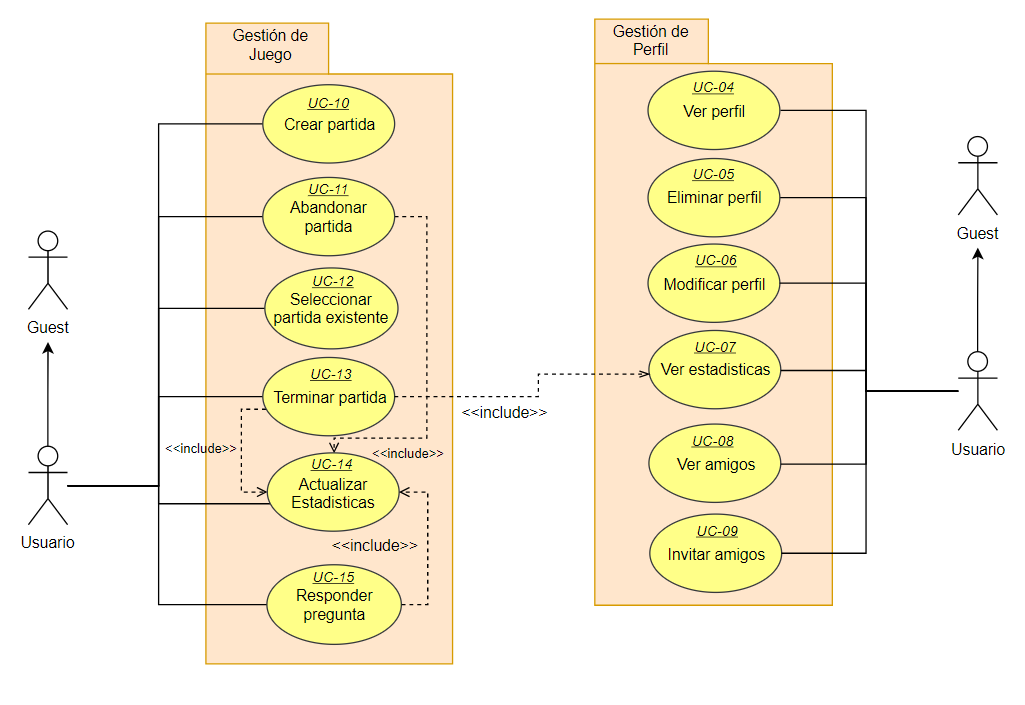 Gestión de
Juego
UC-10
Crear partida
UC-11
Abandonar
partida
UC-12
Seleccionar
partida existente
UC-13
Terminar partida
<<include>>
<<include>>
UC-14
Actualizar
Estadisticas
<<include>>
UC-15
Responder
pregunta
Guest
Usuario
<<include>>
Gestión de
Perfil
UC-04
Ver perfil
UC-05
Eliminar perfil
UC-06
Modificar perfil
UC-07
Ver estadisticas
UC-08
Ver amigos
UC-09
Invitar amigos
Guest
Usuario